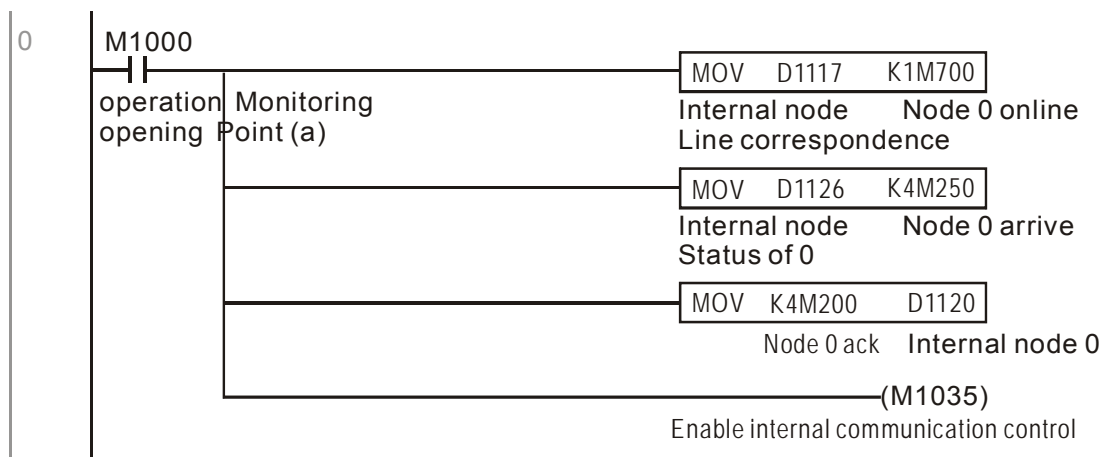 0
M1000
operation Monitoring
opening Point (a)
MOV D1117 K1M700
Internal node Node 0 online
Line correspondence
MOV D1126 K4M250
Internal node Node 0 arrive
Status of 0
MOV K4M200 D1120
Node 0 ack Internal node 0
(M1035)
Enable internal communication control